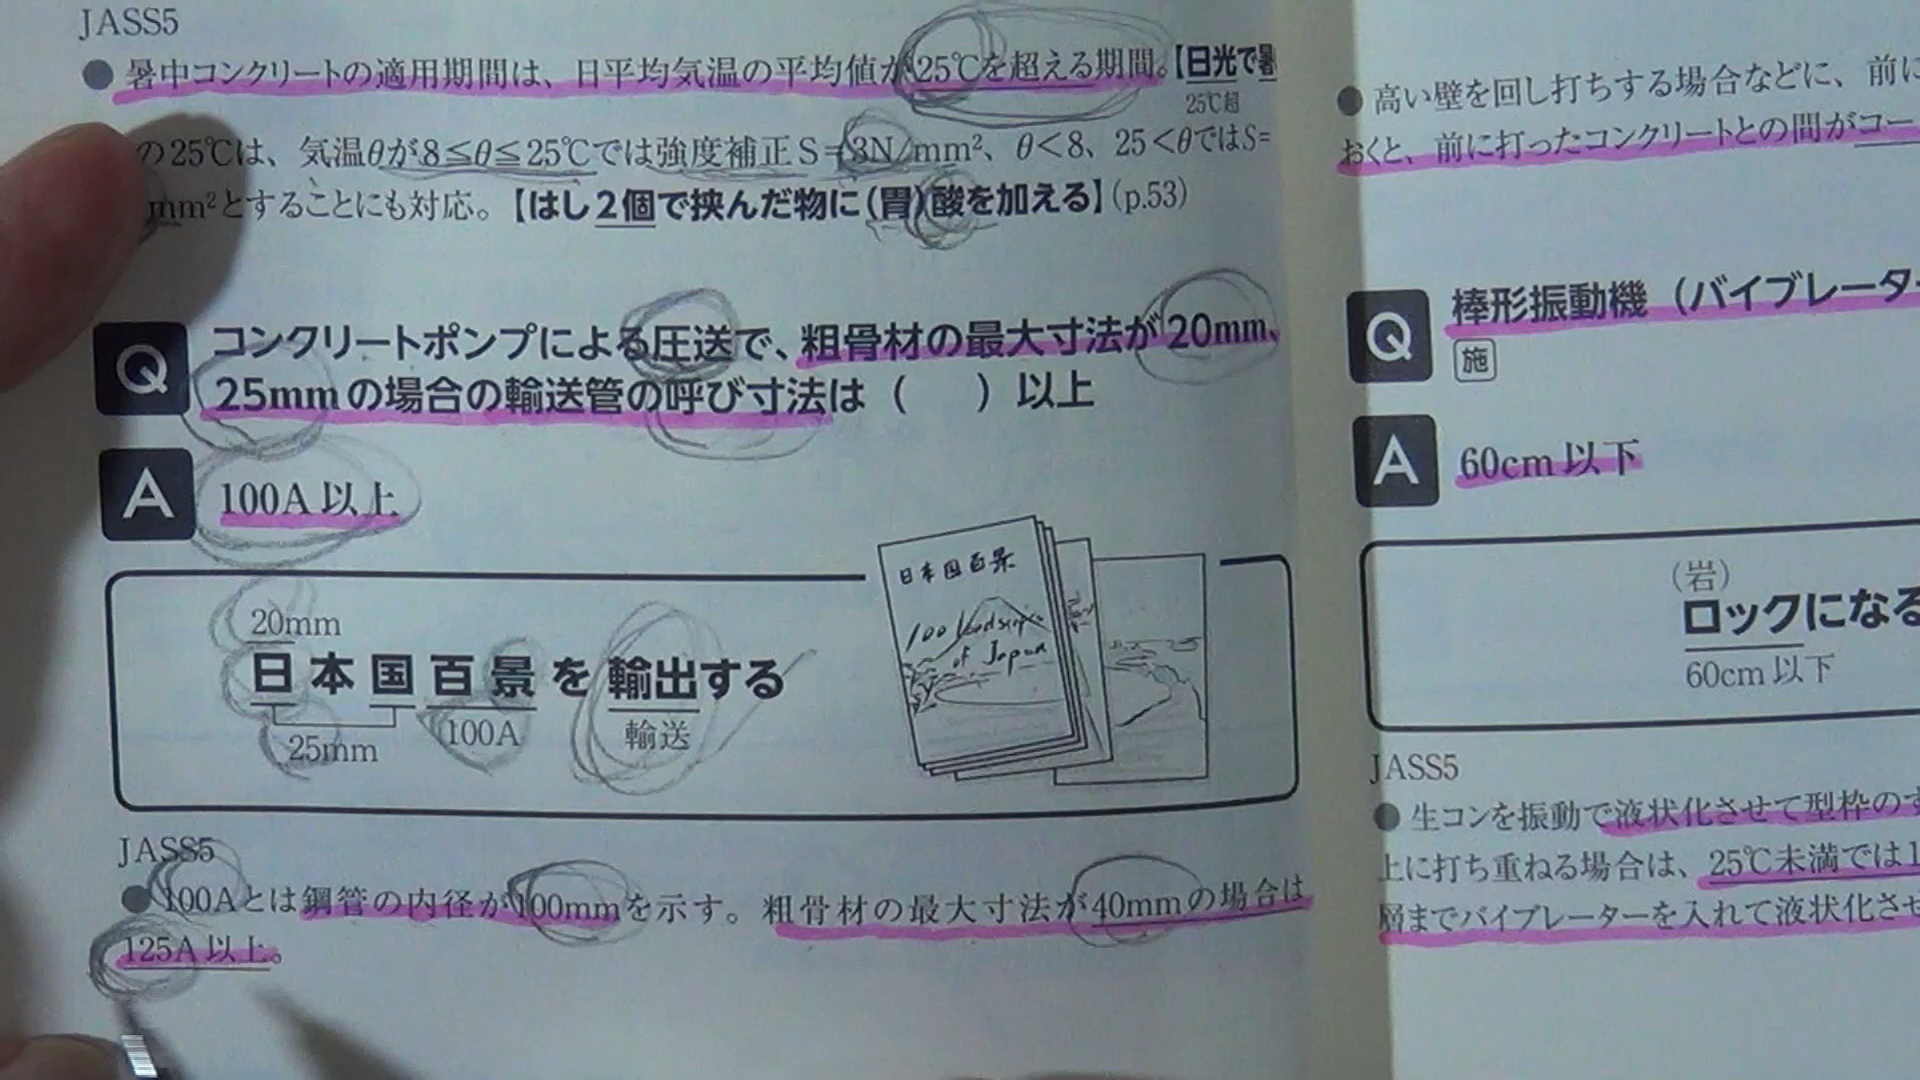 JASS5
● 暑中コンクリートの適用期間は、日平均気温の平均値が25℃を超える期間。【日光で暑
25℃超
の25℃は、気温θが8≦θ≦25℃では強度補正S=3N/mm²、θ<8、25<θではS=
mm²とすることにも対応。【はし2個で挟んだ物に(胃)酸を加える】(p.53)
Q コンクリートポンプによる圧送で、粗骨材の最大寸法が20mm、
25mmの場合の輸送管の呼び寸法は（　　）以上
A 100A以上
20mm
日本国百景を輸出する
25mm 100A 輸送
日本国百景
100 Landscape
of Japan
JASS5
● 100Aとは鋼管の内径が100mmを示す。粗骨材の最大寸法が40mmの場合は
125A以上。
● 高い壁を回し打ちする場合などに、前に
おくと、前に打ったコンクリートとの間がコー
Q 棒形振動機（バイブレーター
施
A 60cm以下
(岩)
ロックになる
60cm以下
JASS5
● 生コンを振動で液状化させて型枠のす
上に打ち重ねる場合は、25℃未満では1
層までバイブレーターを入れて液状化させ